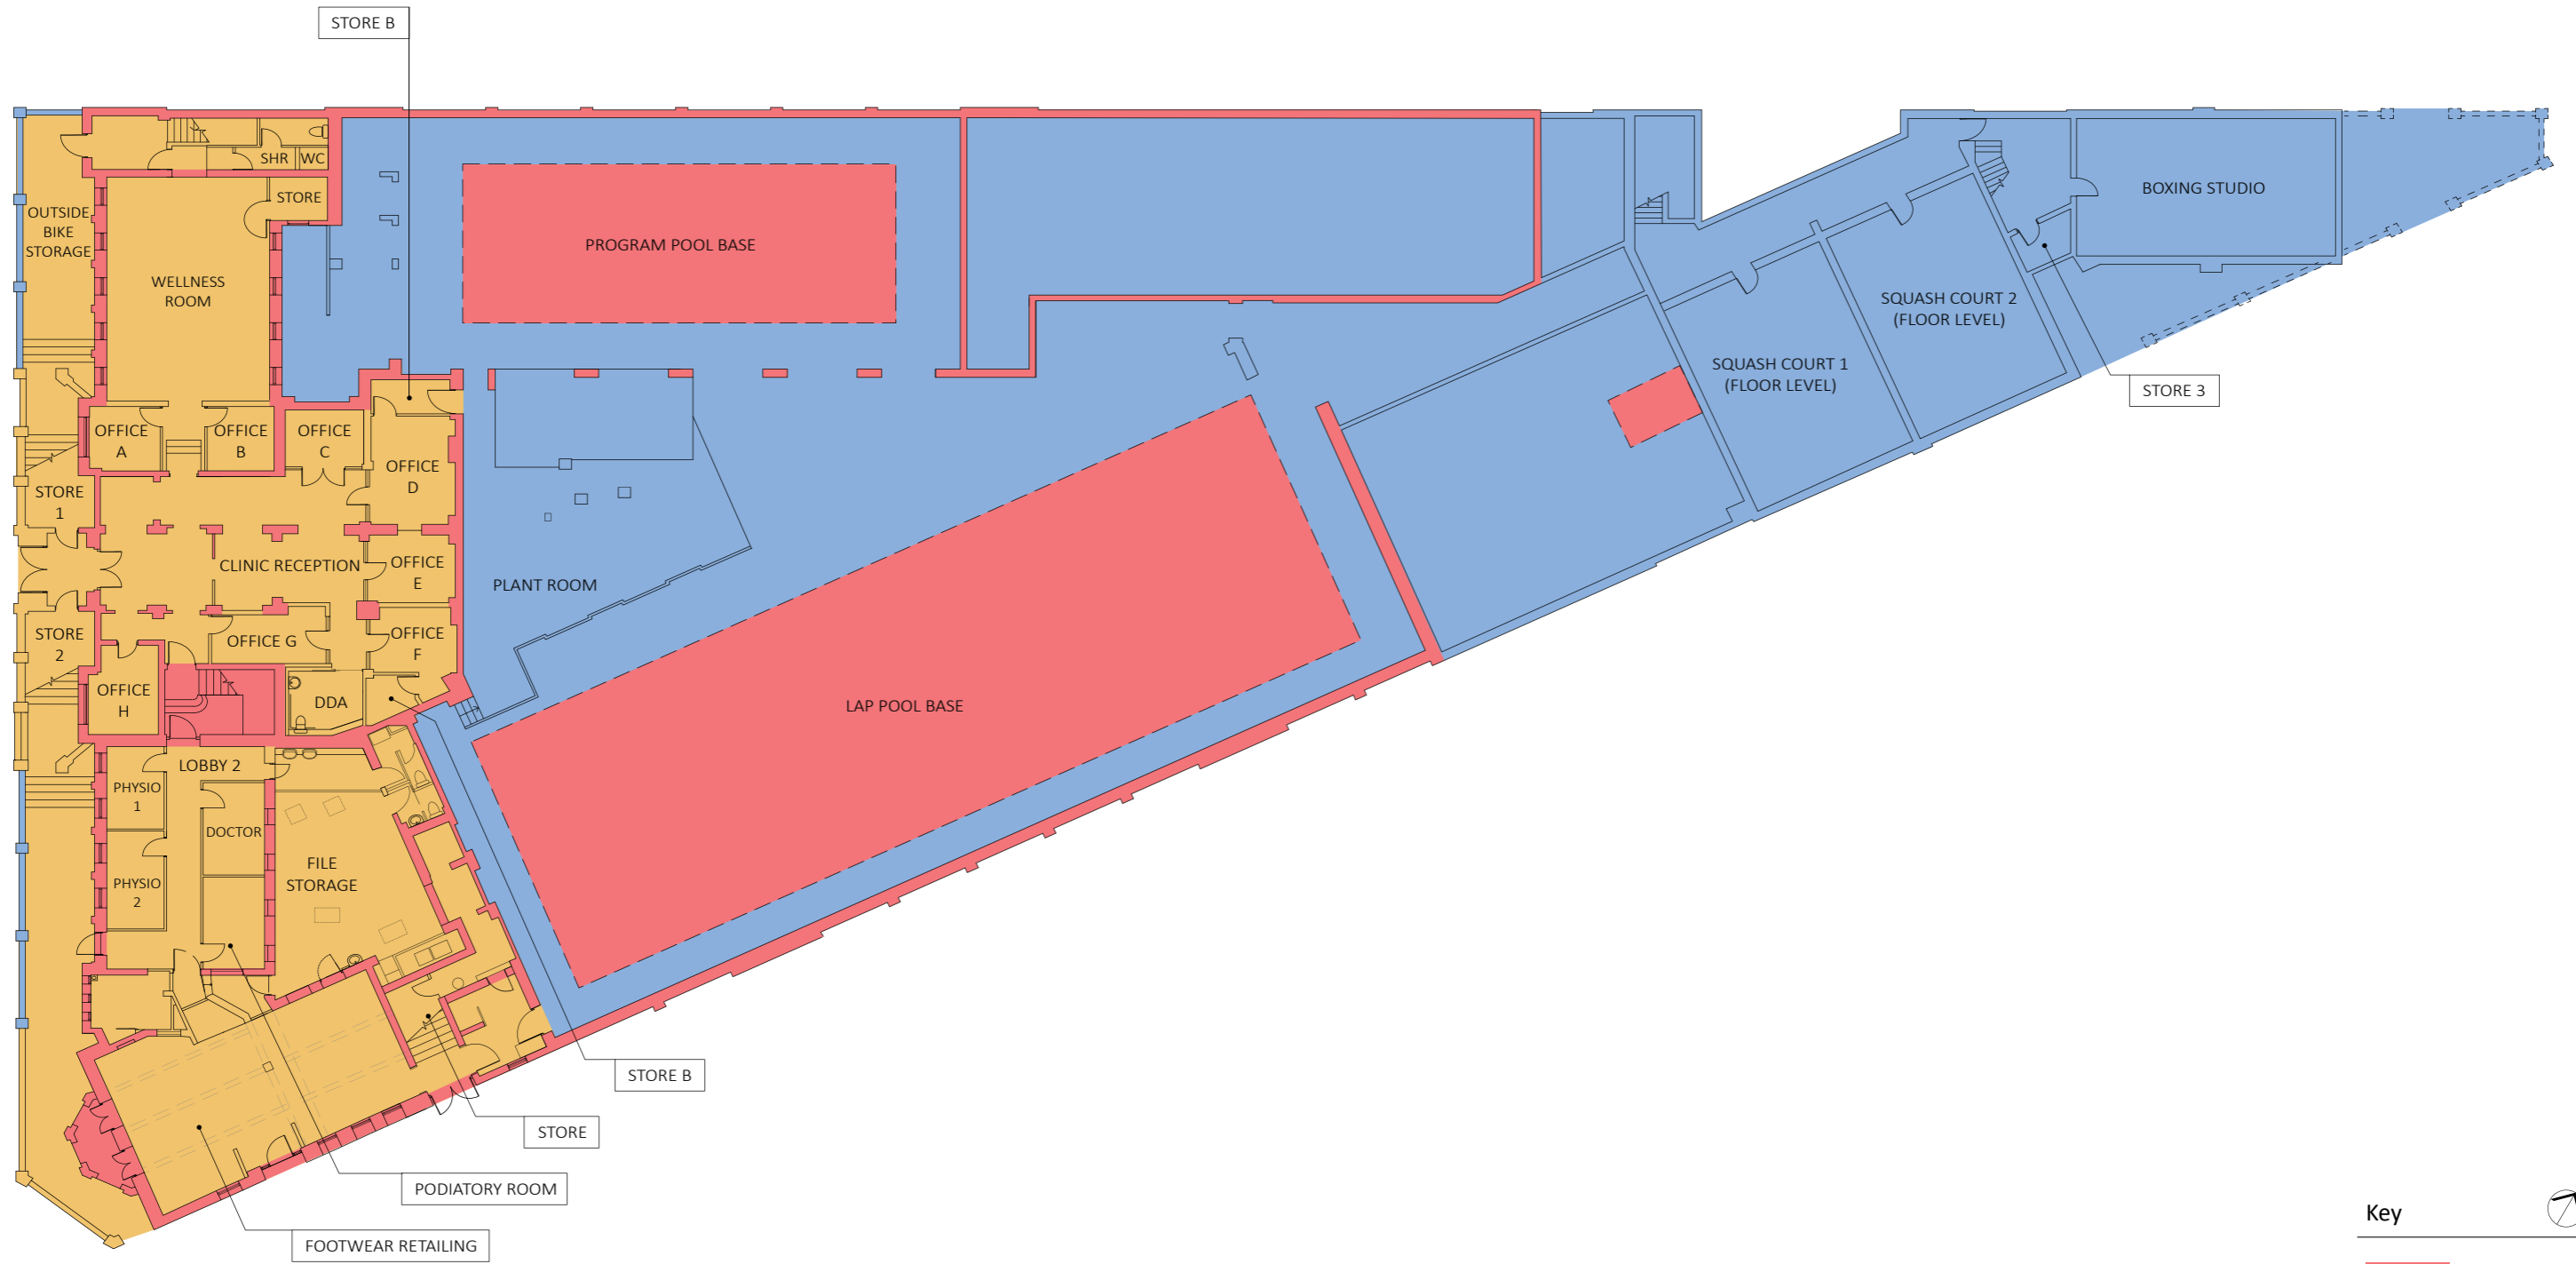 STORE B
SHR
WC
STORE
OUTSIDE
BIKE
STORAGE
WELLNESS
ROOM
PROGRAM POOL BASE
BOXING STUDIO
SQUASH COURT 2
(FLOOR LEVEL)
SQUASH COURT 1
(FLOOR LEVEL)
STORE 3
OFFICE
A
OFFICE
B
OFFICE
C
OFFICE
D
STORE
1
CLINIC RECEPTION
OFFICE
E
PLANT ROOM
STORE
2
OFFICE G
OFFICE
F
OFFICE
H
DDA
LAP POOL BASE
LOBBY 2
PHYSIO
1
DOCTOR
FILE
STORAGE
PHYSIO
2
STORE B
STORE
PODIATORY ROOM
FOOTWEAR RETAILING
Key